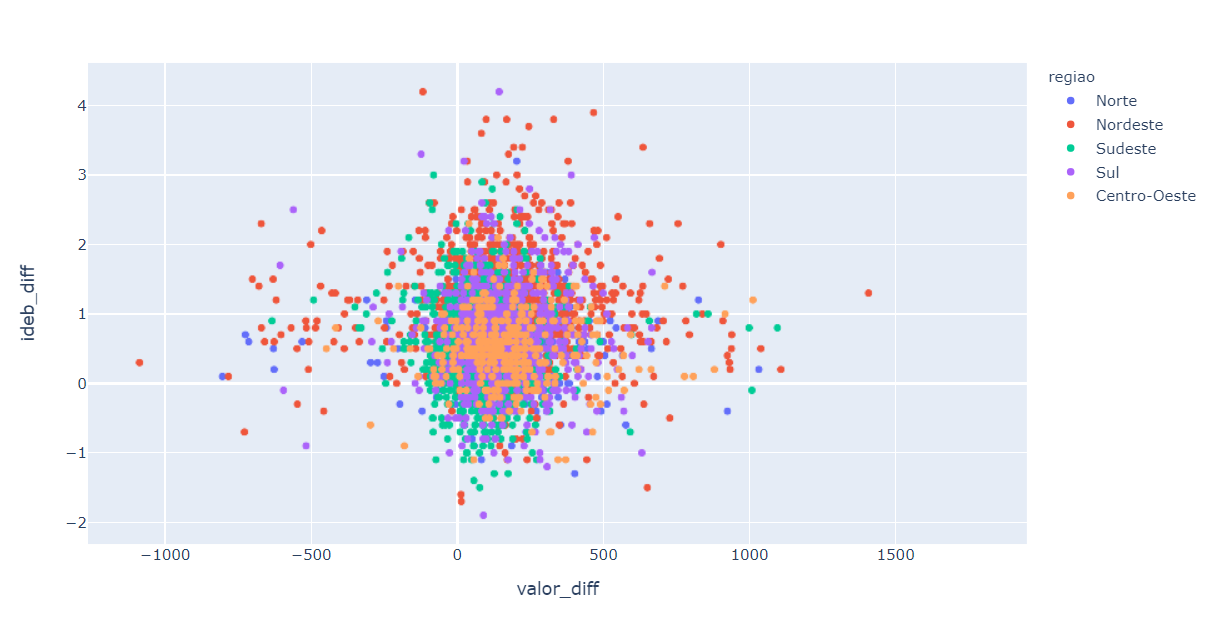 regiao
Norte
Nordeste
Sudeste
Sul
Centro-Oeste
ideb_diff
4
3
2
1
0
−1
−2
−1000
−500
0
500
1000
1500
valor_diff